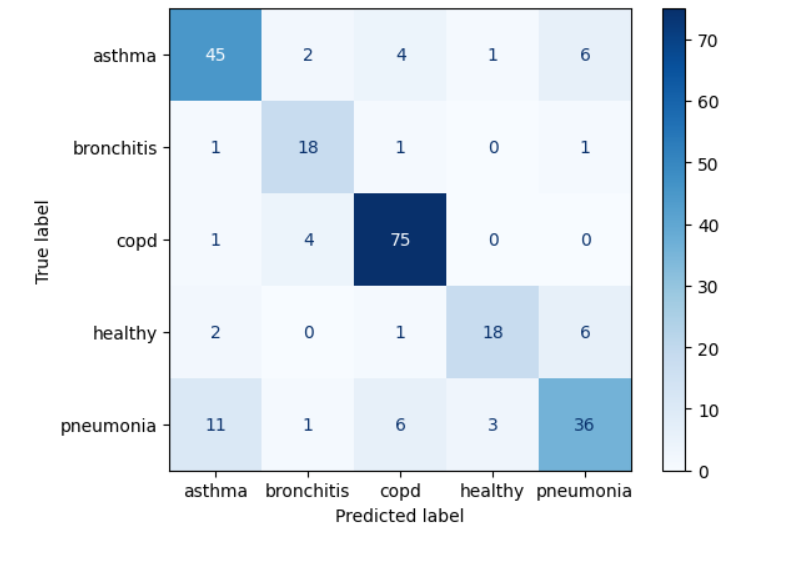 asthma 45 2 4 1 6
bronchitis 1 18 1 0 1
copd 1 4 75 0 0
healthy 2 0 1 18 6
pneumonia 11 1 6 3 36
asthma bronchitis copd healthy pneumonia
Predicted label
True label
70
60
50
40
30
20
10
0